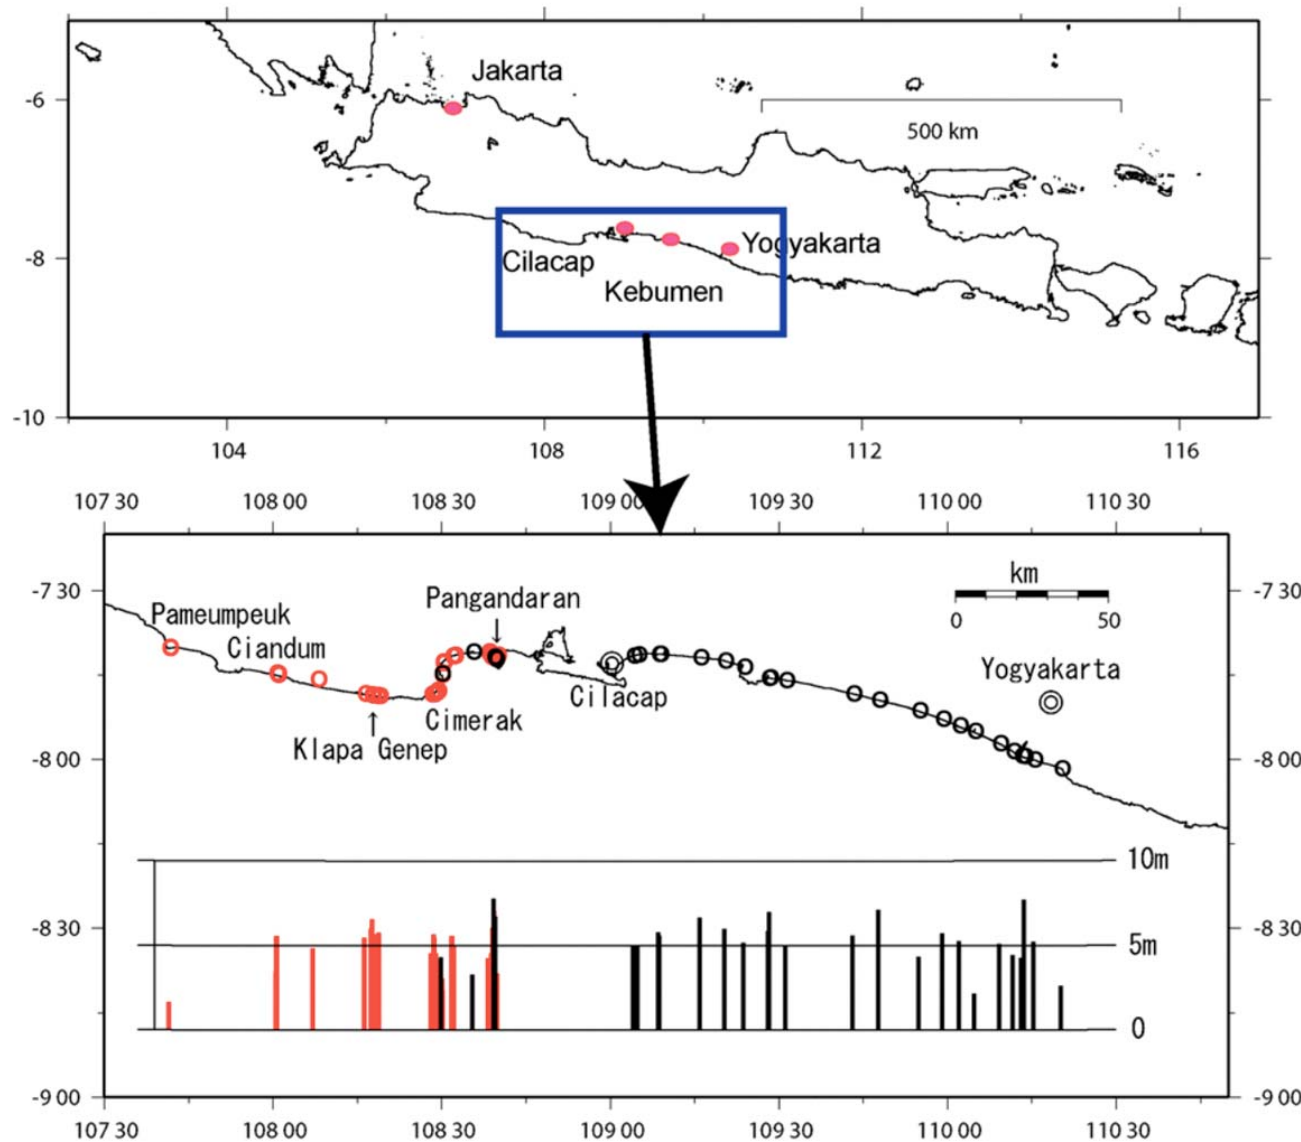 Jakarta
-6
500 km
Yogyakarta
-8
Cilacap
Kebumen
-10
104 108 112 116
107 30 108 00 108 30 109 00 109 30 110 00 110 30
-7 30 -7 30
km
0 50
Pangandaran
Pameumpeuk
Ciandum
Yogyakarta
Cilacap
Cimerak
Klapa Genep
-8 00 -8 00
10m
-8 30 -8 30
5m
0
-9 00 -9 00
107 30 108 00 108 30 109 00 109 30 110 00 110 30